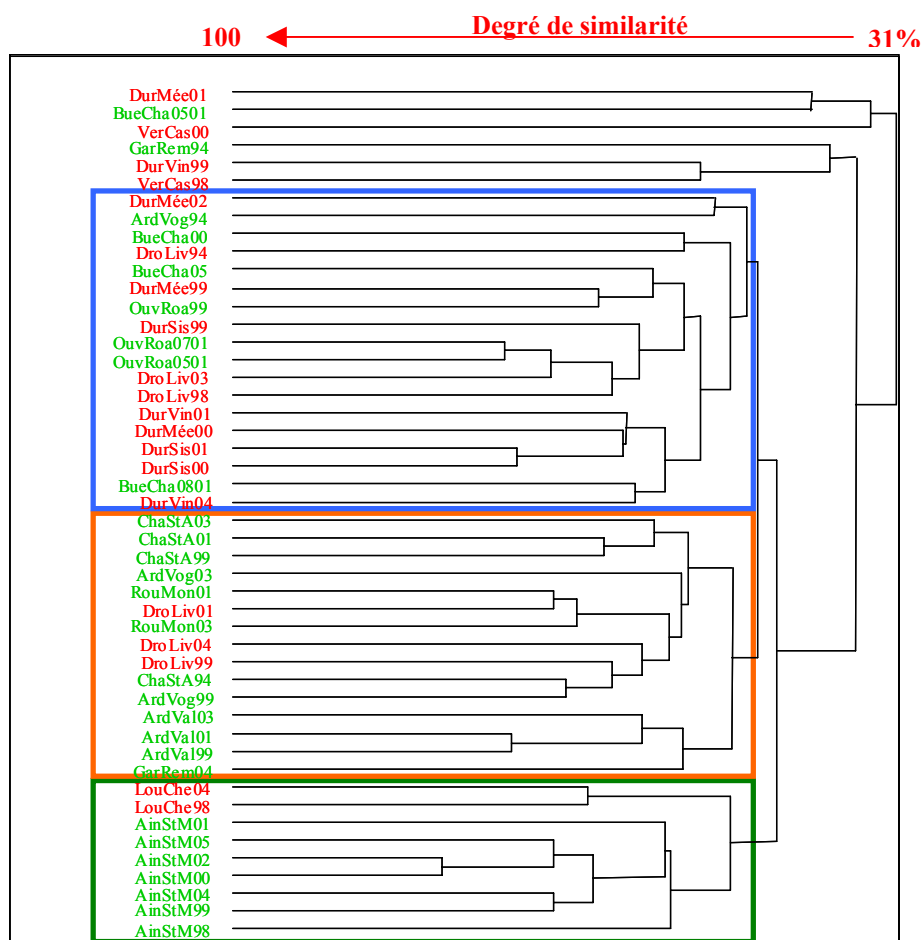 Degré de similarité
100 31%
DurMée01
BueCha0501
VerCas00
GarRem94
DurVin99
VerCas98
DurMée02
ArdVog94
BueCha00
DroLiv94
BueCha05
DurMée99
OuvRoa99
DurSis99
OuvRoa0701
OuvRoa0501
DroLiv03
DroLiv98
DurVin01
DurMée00
DurSis01
DurSis00
BueCha0801
DurVin04
ChaStA03
ChaStA01
ChaStA99
ArdVog03
RouMon01
DroLiv01
RouMon03
DroLiv04
DroLiv99
ChaStA94
ArdVog99
ArdVal03
ArdVal01
ArdVal99
GarRem04
LouChe04
LouChe98
AinStM01
AinStM05
AinStM02
AinStM00
AinStM04
AinStM99
AinStM98